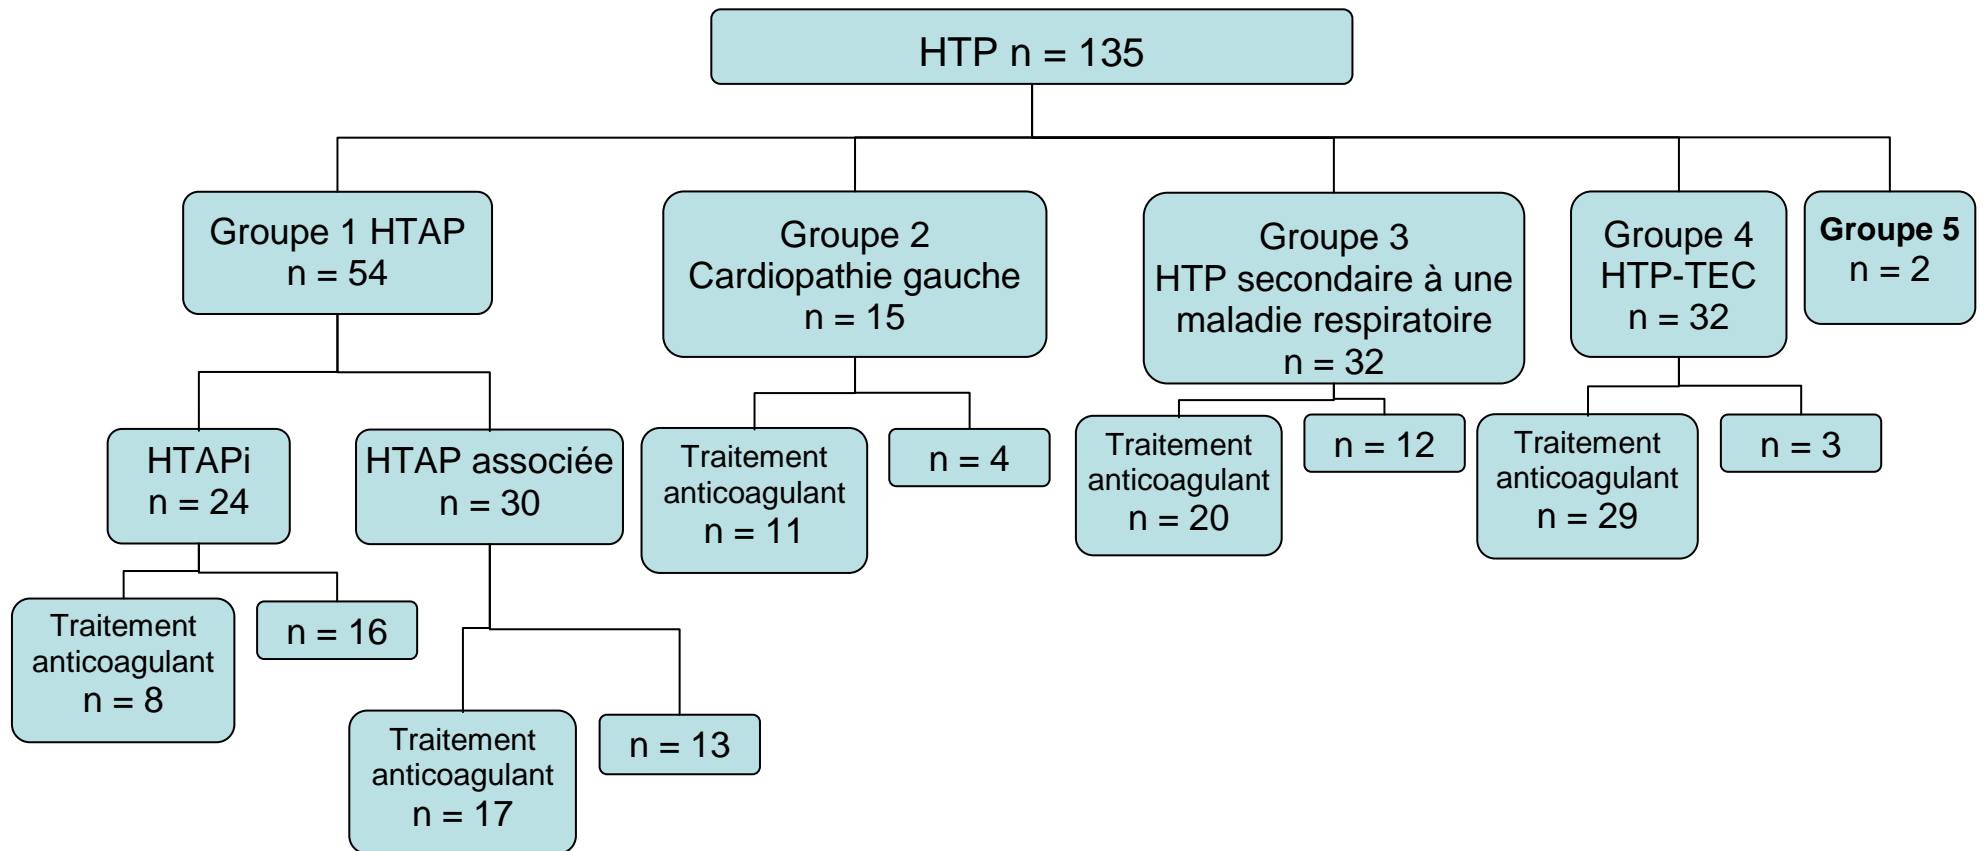 HTP n = 135
Groupe 1 HTAP
n = 54
Groupe 2
Cardiopathie gauche
n = 15
Groupe 3
HTP secondaire à une
maladie respiratoire
n = 32
Groupe 4
HTP-TEC
n = 32
Groupe 5
n = 2
HTAPi
n = 24
HTAP associée
n = 30
Traitement
anticoagulant
n = 11
n = 4
Traitement
anticoagulant
n = 20
n = 12
Traitement
anticoagulant
n = 29
n = 3
Traitement
anticoagulant
n = 8
n = 16
Traitement
anticoagulant
n = 17
n = 13